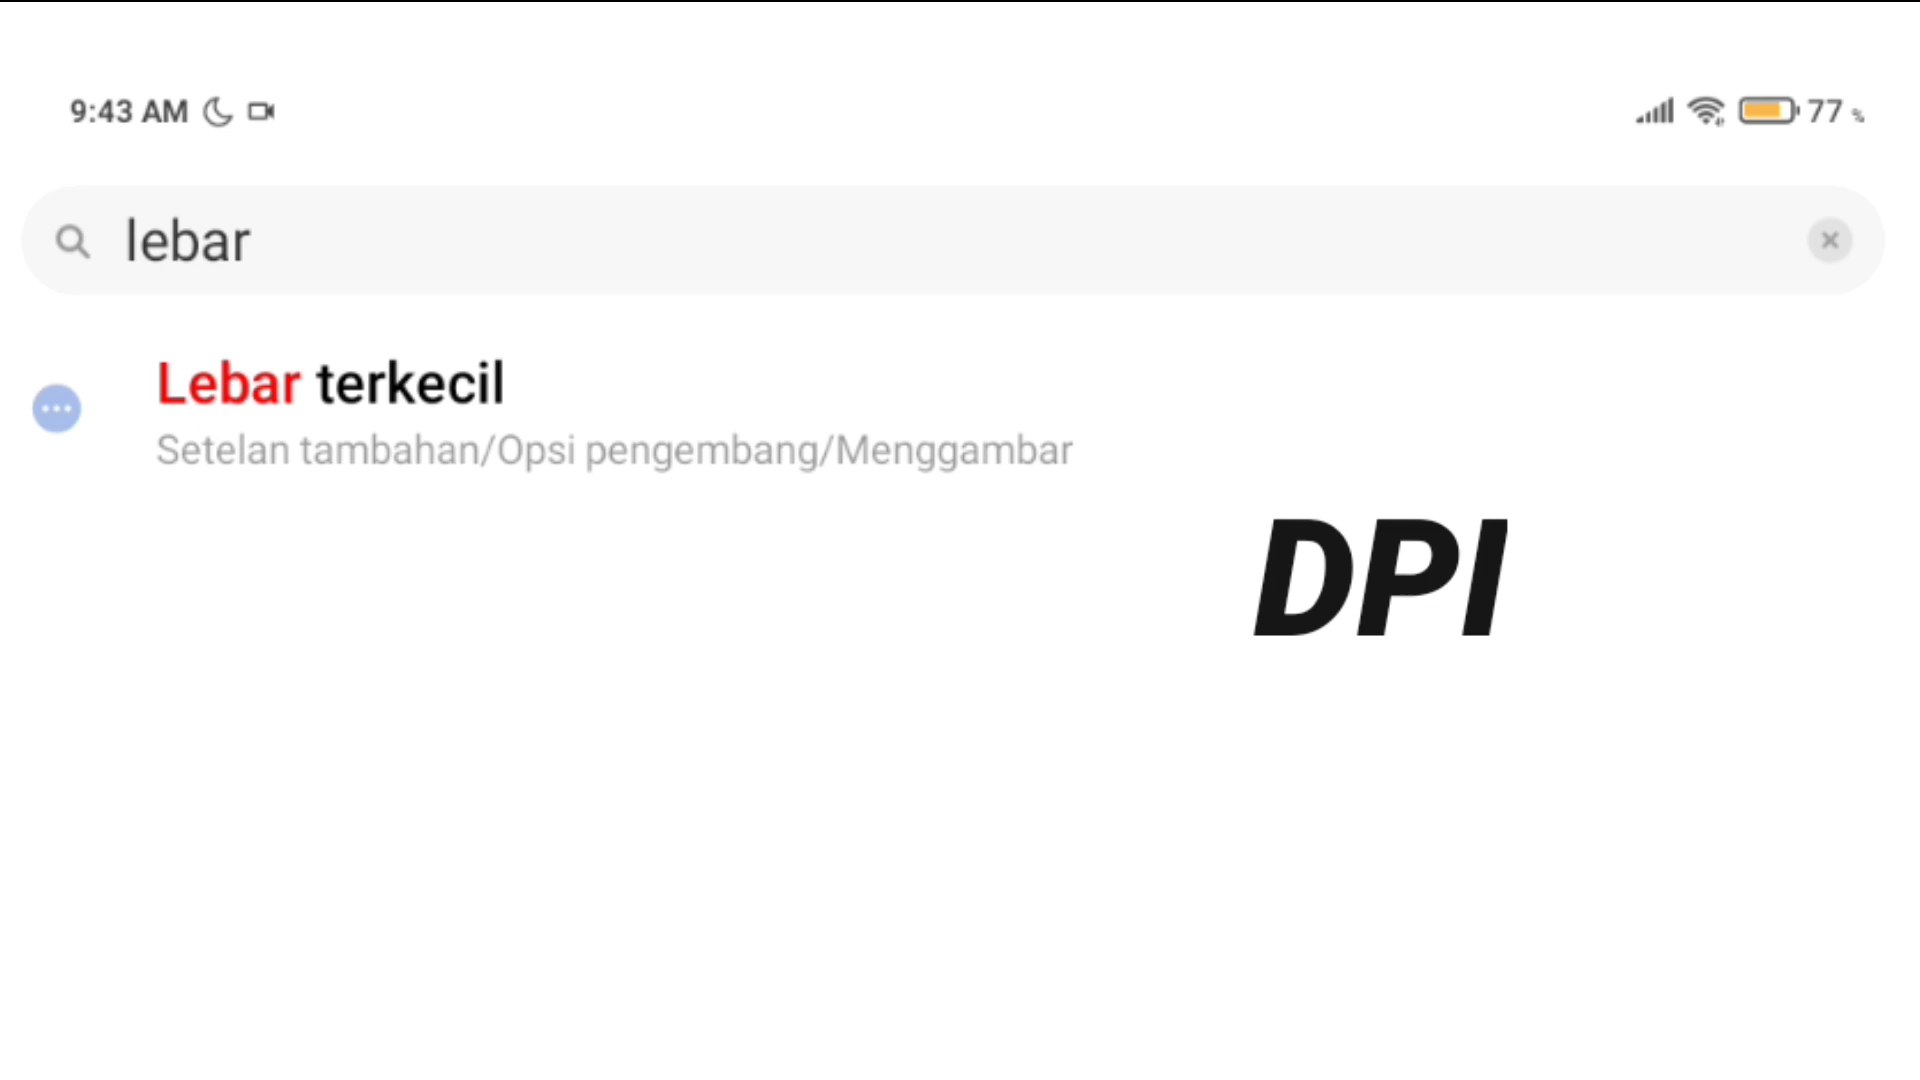 9:43 AM 77 %
lebar
Lebar terkecil
Setelan tambahan/Opsi pengembang/Menggambar
DPI